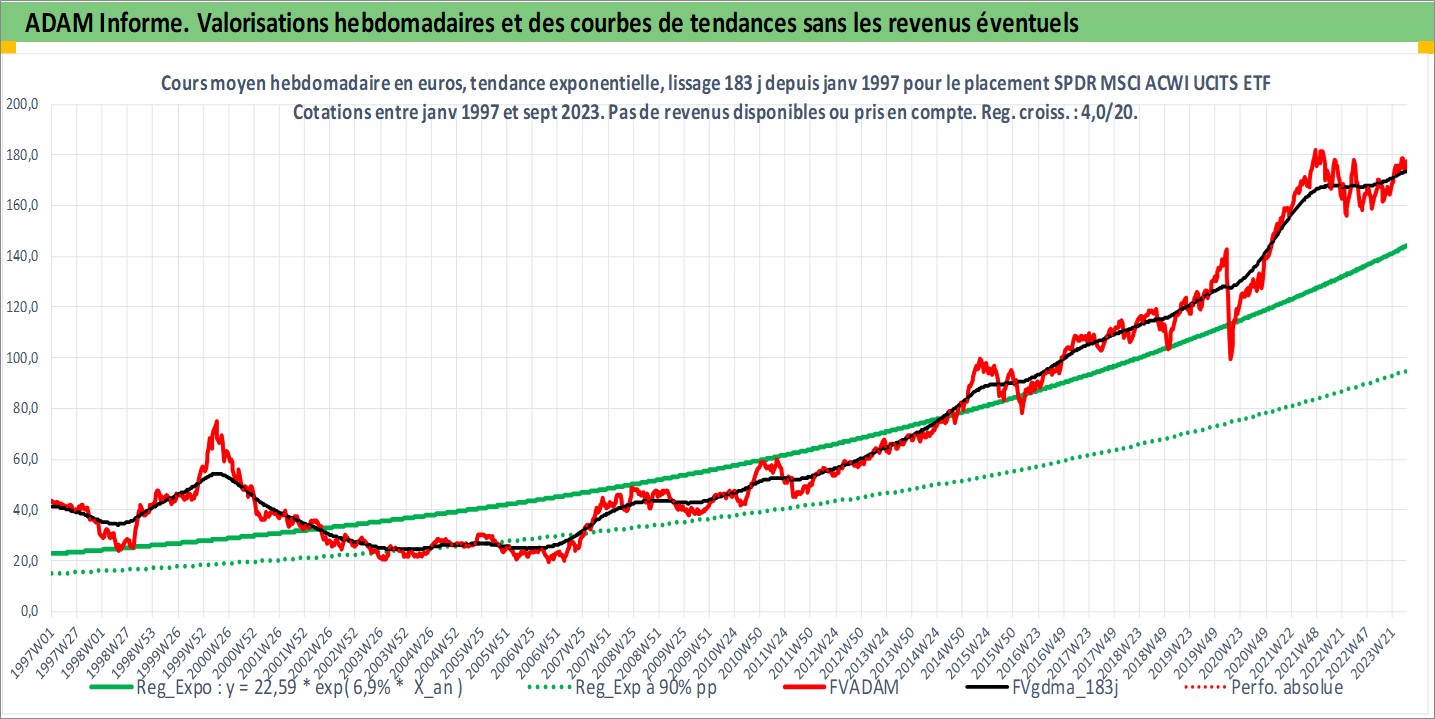 ADAM Informe. Valorisations hebdomadaires et des courbes de tendances sans les revenus éventuels
Cours moyen hebdomadaire en euros, tendance exponentielle, lissage 183 j depuis janv 1997 pour le placement SPDR MSCI ACWI UCITS ETF
Cotations entre janv 1997 et sept 2023. Pas de revenus disponibles ou pris en compte. Reg. croiss. : 4,0/20.
200,0
180,0
160,0
140,0
120,0
100,0
80,0
60,0
40,0
20,0
0,0
1997W01
1997W27
1998W01
1998W27
1998W53
1999W26
1999W52
2000W26
2000W52
2001W26
2001W52
2002W26
2002W52
2003W26
2003W52
2004W26
2004W52
2005W25
2005W51
2006W25
2006W51
2007W25
2007W51
2008W25
2008W51
2009W25
2009W51
2010W24
2010W50
2011W24
2011W50
2012W24
2012W50
2013W24
2013W50
2014W24
2014W50
2015W24
2015W50
2016W23
2016W49
2017W23
2017W49
2018W23
2018W49
2019W23
2019W49
2020W23
2020W49
2021W22
2021W48
2022W21
2022W47
2023W21
Reg_Expo : y = 22,59 * exp( 6,9% * X_an )
Reg_Exp à 90% pp
FVADAM
FVgdma_183j
Perfo. absolue